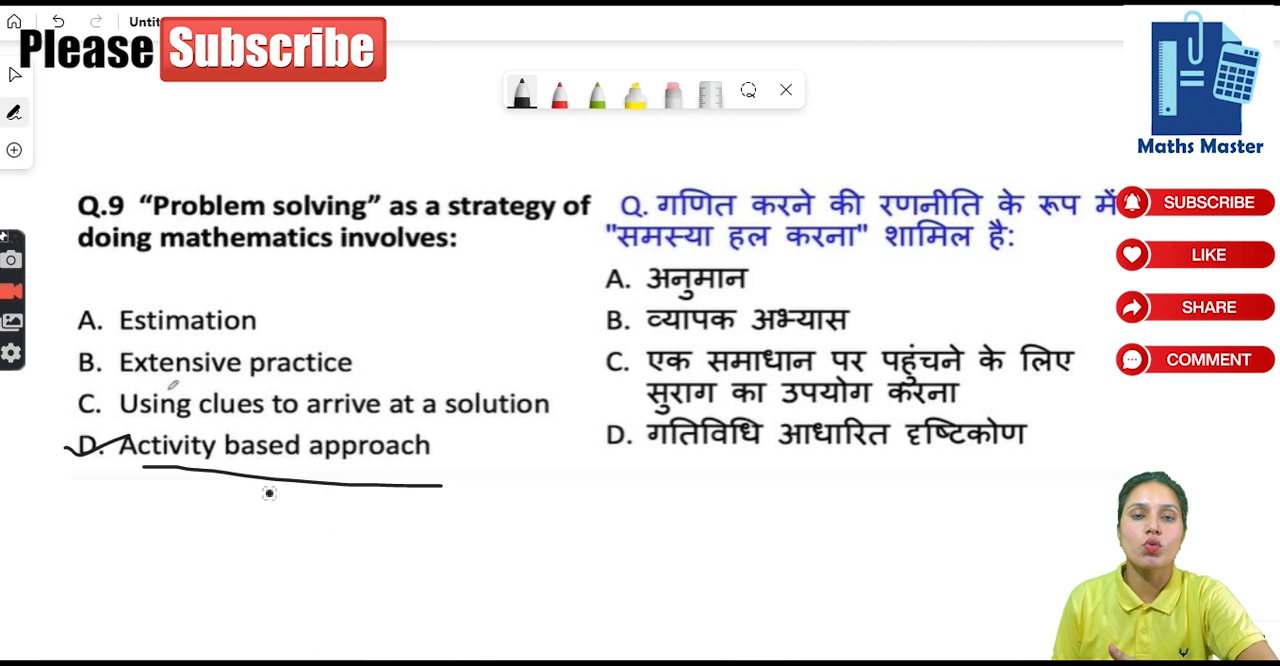 Untit
Please Subscribe
Maths Master
Q.9 “Problem solving” as a strategy of
doing mathematics involves:
A. Estimation
B. Extensive practice
C. Using clues to arrive at a solution
D. Activity based approach
Q. गणित करने की रणनीति के रूप में
"समस्या हल करना" शामिल है:
A. अनुमान
B. व्यापक अभ्यास
C. एक समाधान पर पहुंचने के लिए
सुराग का उपयोग करना
D. गतिविधि आधारित दृष्टिकोण
SUBSCRIBE
LIKE
SHARE
COMMENT